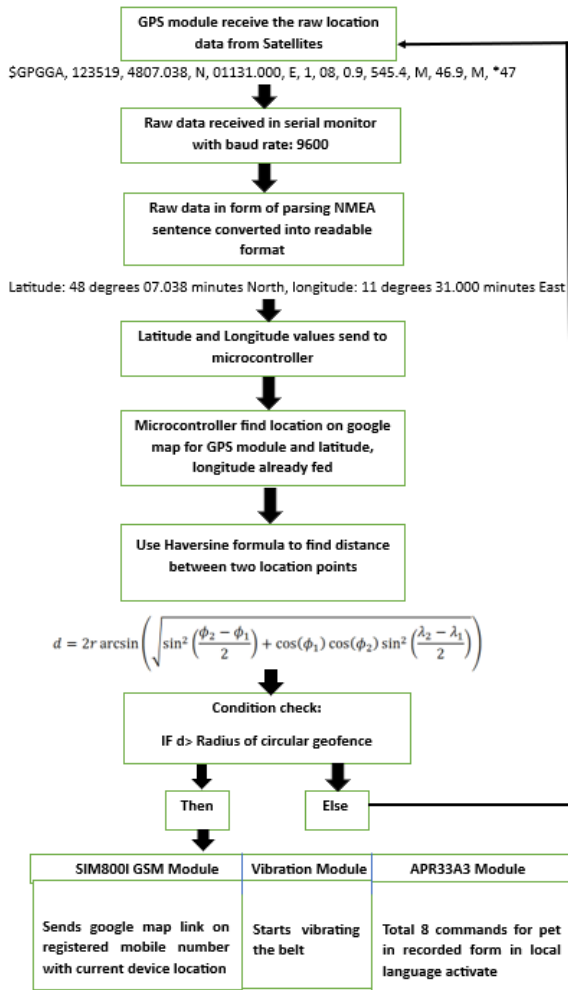 GPS module receive the raw location
data from Satellites
$GPGGA, 123519, 4807.038, N, 01131.000, E, 1, 08, 0.9, 545.4, M, 46.9, M, *47
Raw data received in serial monitor
with baud rate: 9600
Raw data in form of parsing NMEA
sentence converted into readable
format
Latitude: 48 degrees 07.038 minutes North, longitude: 11 degrees 31.000 minutes East
Latitude and Longitude values send to
microcontroller
Microcontroller find location on google
map for GPS module and latitude,
longitude already fed
Use Haversine formula to find distance
between two location points
d = 2r arcsin(√(sin²((ϕ₂ − ϕ₁)/2) + cos(ϕ₁) cos(ϕ₂) sin²((λ₂ − λ₁)/2)))
Condition check:
IF d> Radius of circular geofence
Then
Else
SIM800l GSM Module
Vibration Module
APR33A3 Module
Sends google map link on
registered mobile number
with current device location
Starts vibrating
the belt
Total 8 commands for pet
in recorded form in local
language activate